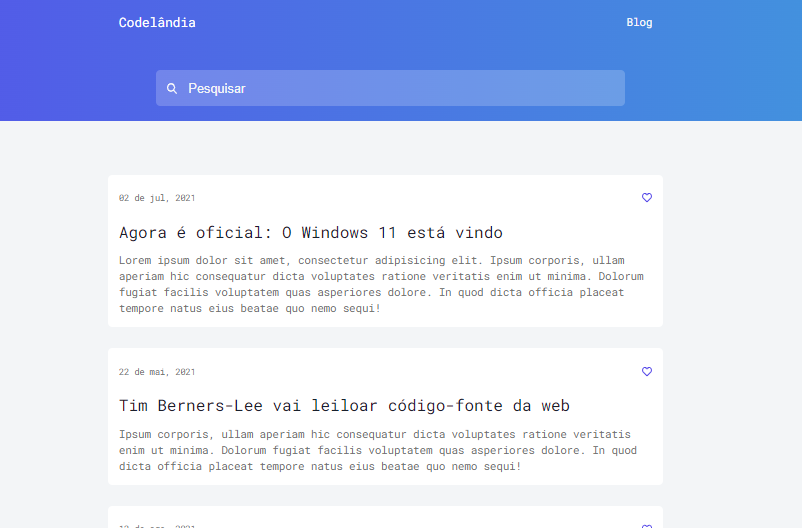 Codelândia
Blog
Pesquisar
02 de jul, 2021
Agora é oficial: O Windows 11 está vindo
Lorem ipsum dolor sit amet, consectetur adipisicing elit. Ipsum corporis, ullam
aperiam hic consequatur dicta voluptates ratione veritatis enim ut minima. Dolorum
fugiat facilis voluptatem quas asperiores dolore. In quod dicta officia placeat
tempore natus eius beatae quo nemo sequi!
22 de mai, 2021
Tim Berners-Lee vai leiloar código-fonte da web
Ipsum corporis, ullam aperiam hic consequatur dicta voluptates ratione veritatis
enim ut minima. Dolorum fugiat facilis voluptatem quas asperiores dolore. In quod
dicta officia placeat tempore natus eius beatae quo nemo sequi!